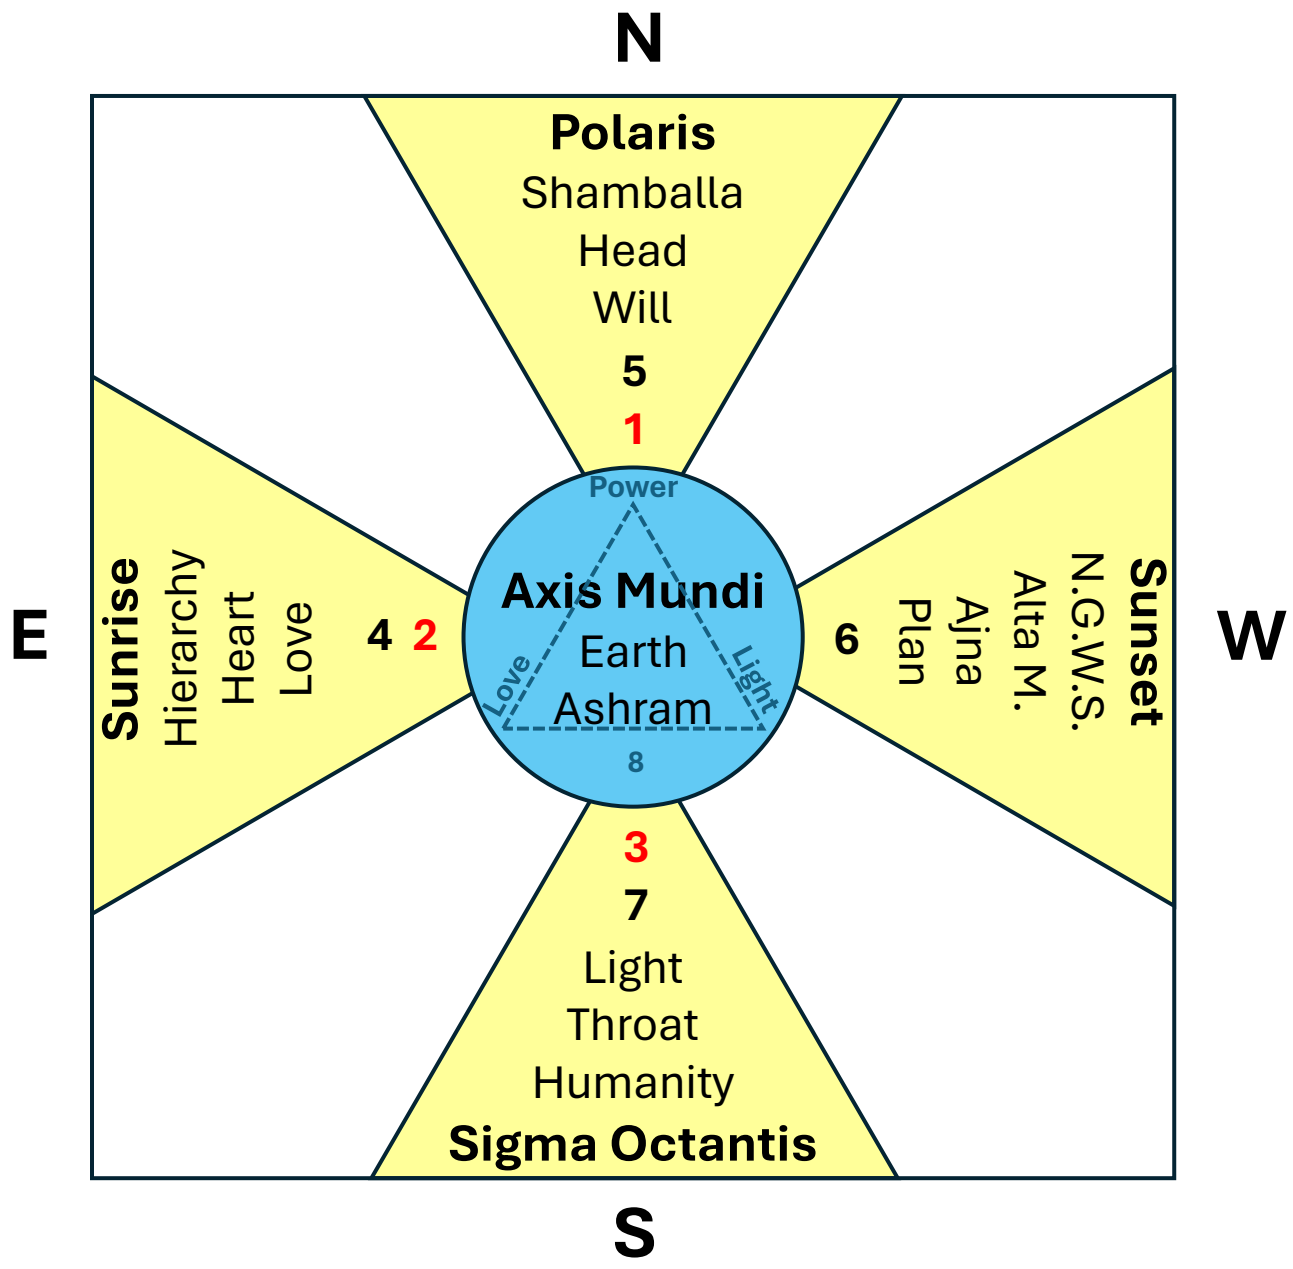 N
Polaris
Shamballa
Head
Will
5
1
E
Sunrise
Hierarchy
Heart
Love
4 2
Power
Axis Mundi
Earth
Ashram
Love
Light
8
6
Plan
Ajna
Alta M.
N.G.W.S.
Sunset
W
3
7
Light
Throat
Humanity
Sigma Octantis
S